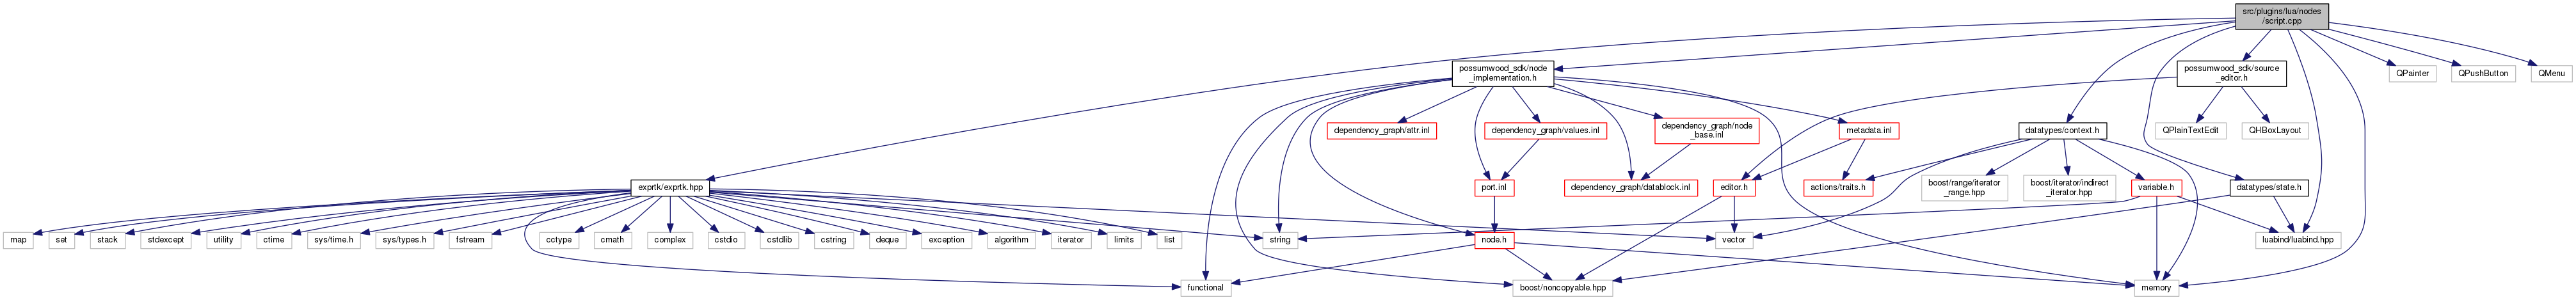 src/plugins/lua/nodes
/script.cpp
possumwood_sdk/node
_implementation.h
possumwood_sdk/source
_editor.h
QPainter
QPushButton
QMenu
dependency_graph/attr.inl
dependency_graph/values.inl
dependency_graph/node
_base.inl
metadata.inl
datatypes/context.h
QPlainTextEdit
QHBoxLayout
exprtk/exprtk.hpp
port.inl
dependency_graph/datablock.inl
editor.h
actions/traits.h
boost/range/iterator
_range.hpp
boost/iterator/indirect
_iterator.hpp
variable.h
datatypes/state.h
map
set
stack
stdexcept
utility
ctime
sys/time.h
sys/types.h
fstream
cctype
cmath
complex
cstdio
cstdlib
cstring
deque
exception
algorithm
iterator
limits
list
string
node.h
vector
luabind/luabind.hpp
functional
boost/noncopyable.hpp
memory